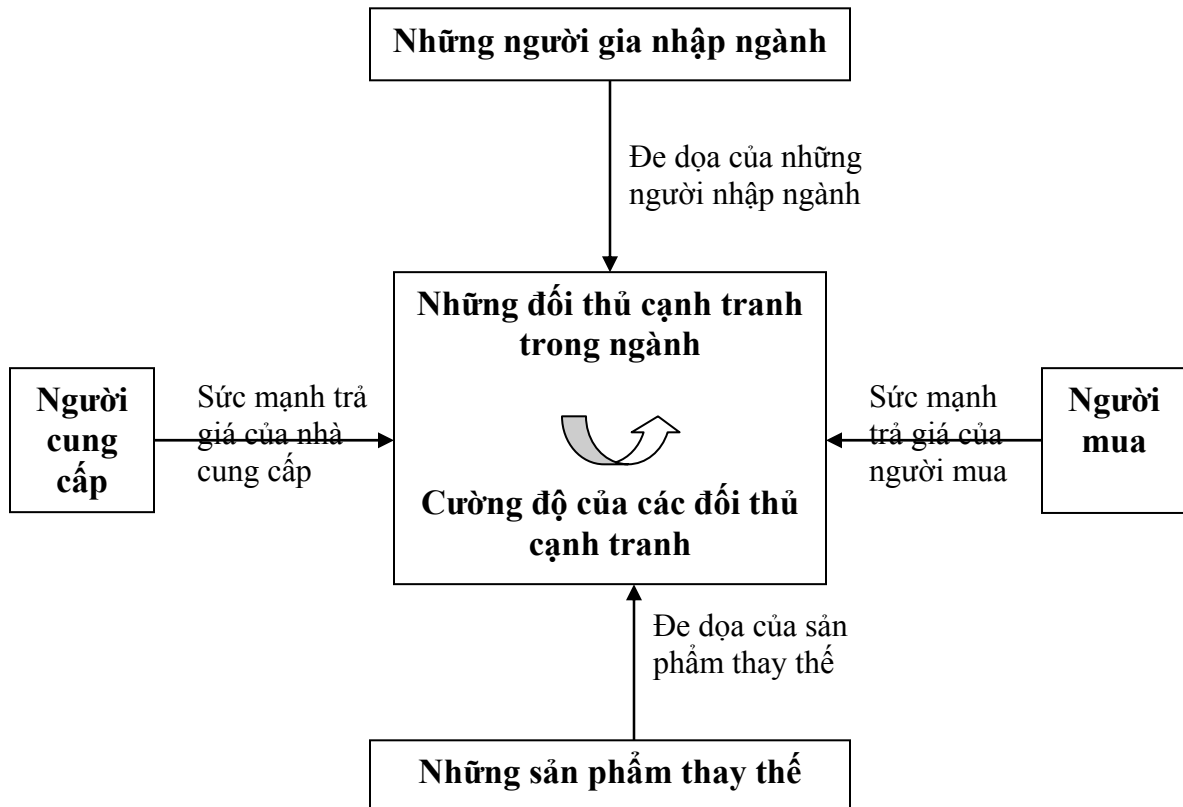 Những người gia nhập ngành
Đe dọa của những
người nhập ngành
Những đối thủ cạnh tranh
trong ngành
Người
cung
cấp
Sức mạnh trả
giá của nhà
cung cấp
Sức mạnh
trả giá của
người mua
Người
mua
Cường độ của các đối thủ
cạnh tranh
Đe dọa của sản
phẩm thay thế
Những sản phẩm thay thế